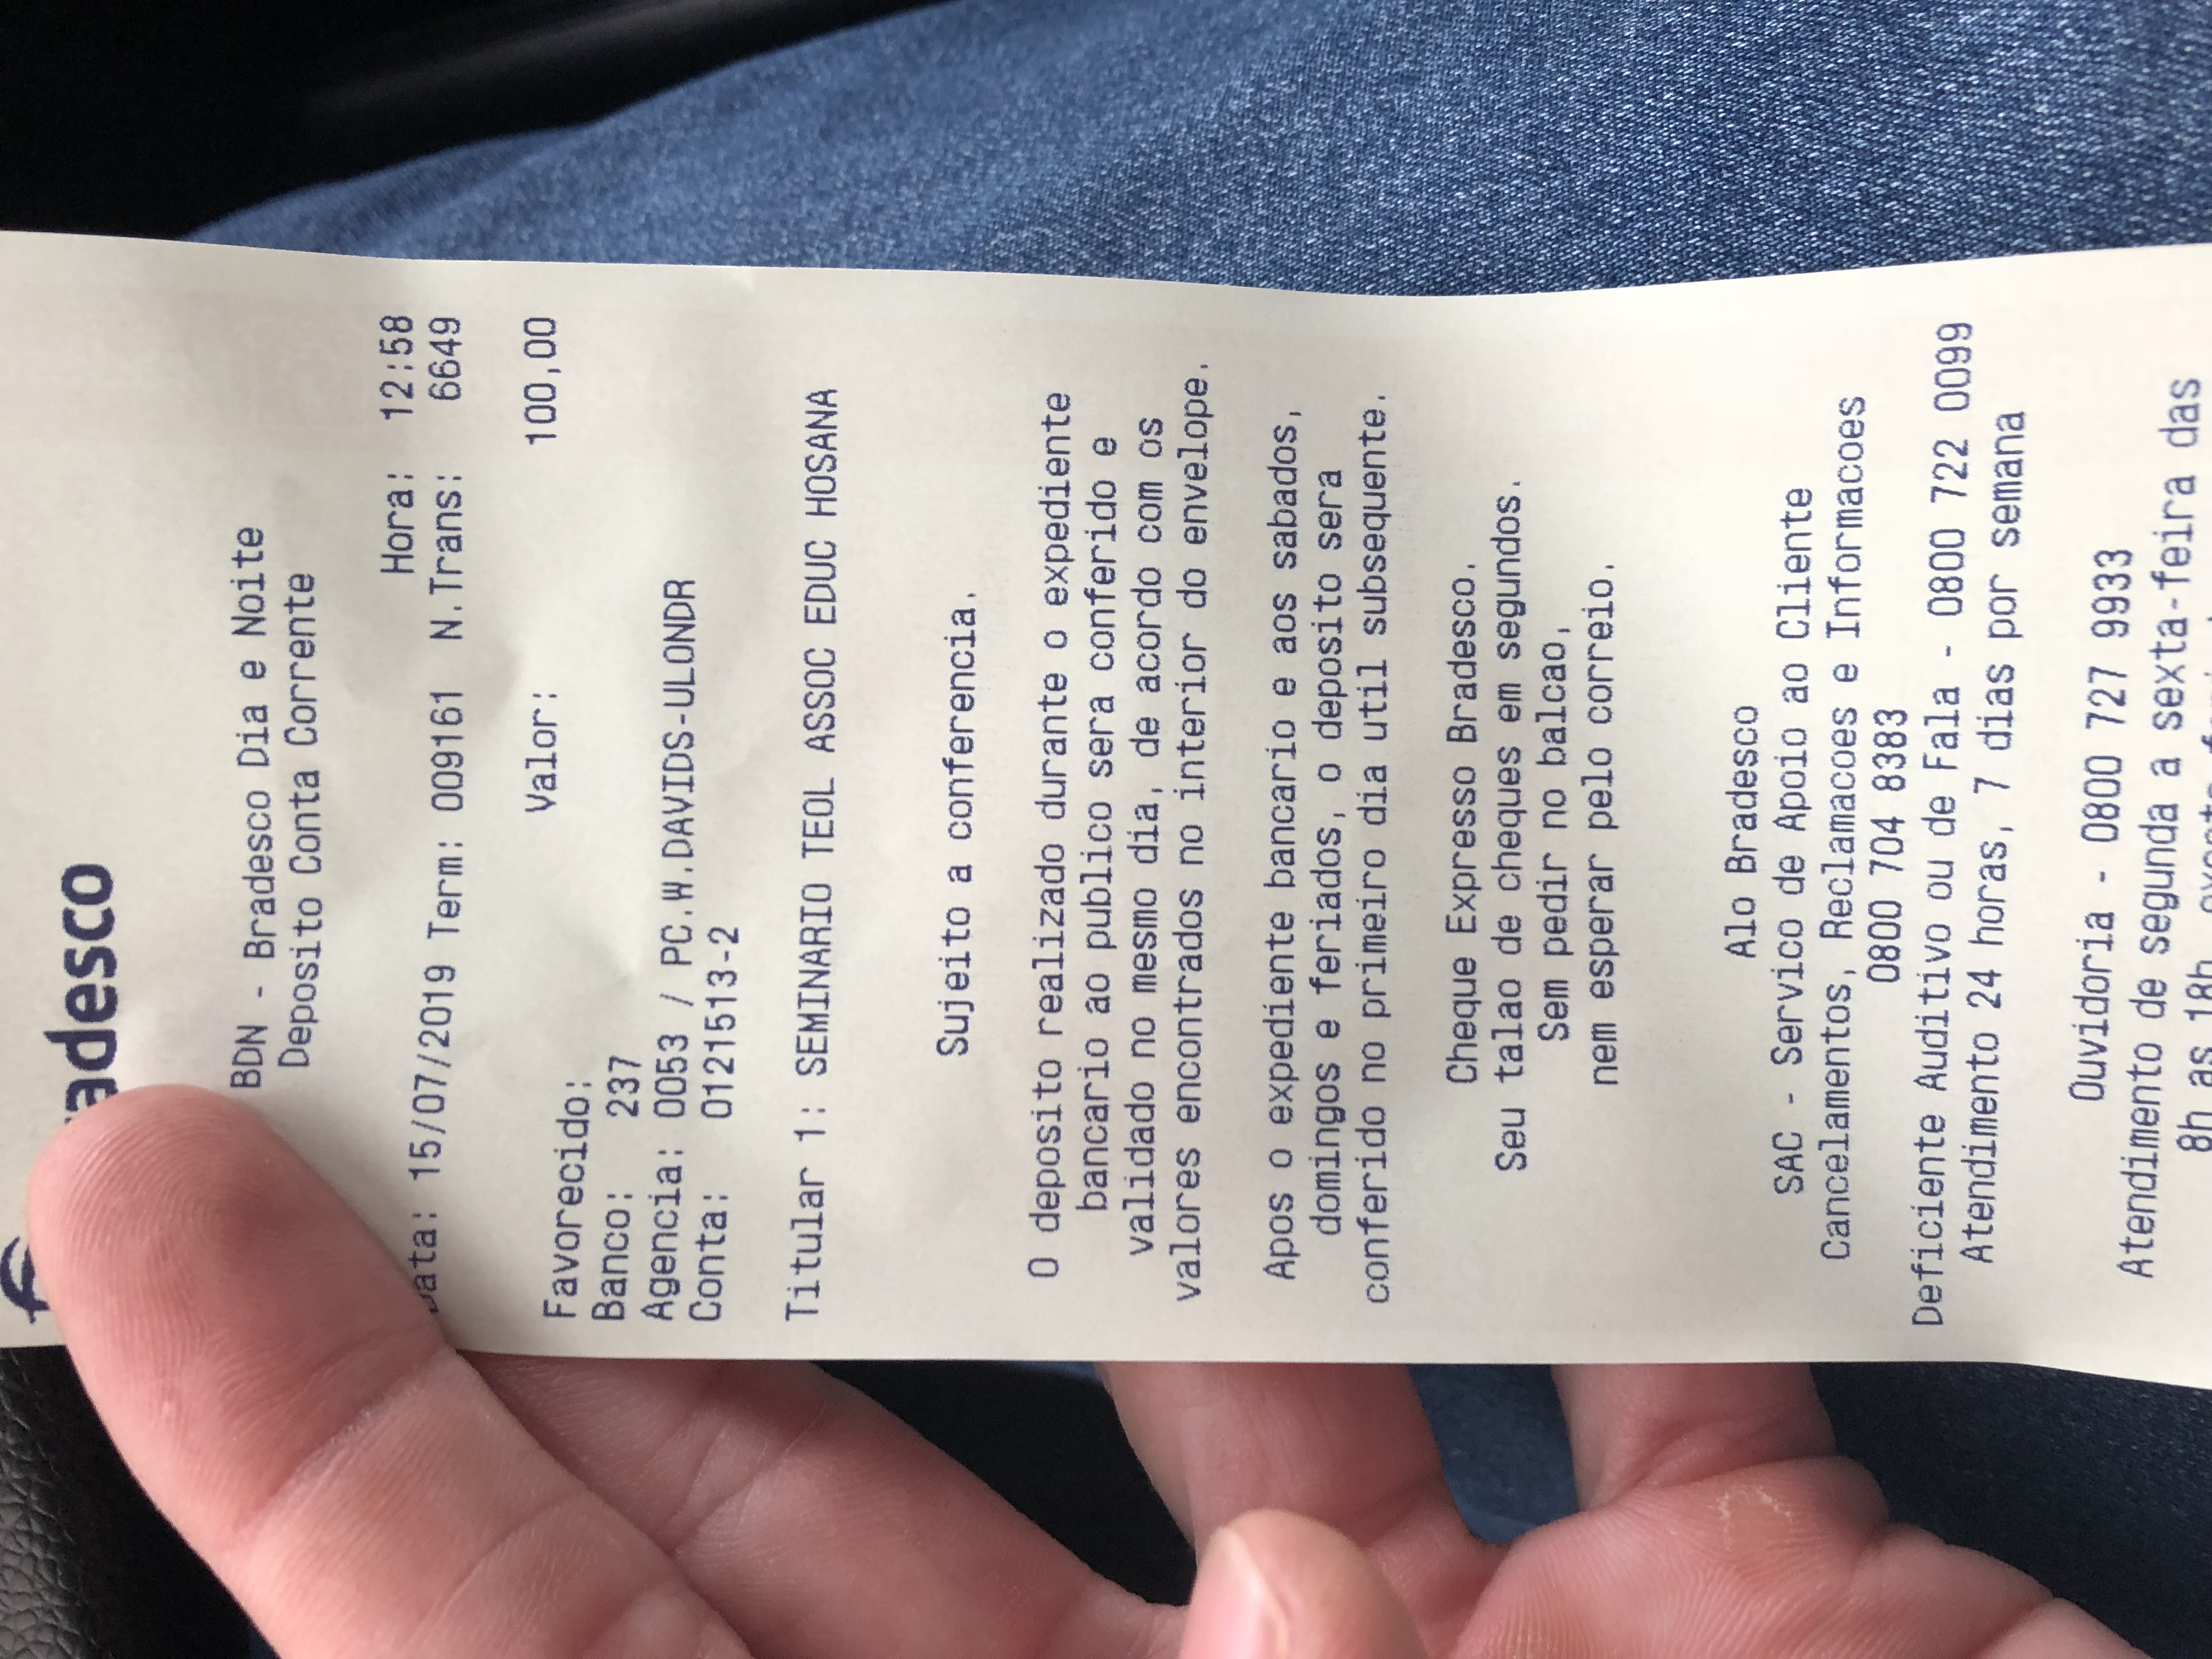 adesco
BDN - Bradesco Dia e Noite
Deposito Conta Corrente
Hora: 12:58
Data: 15/07/2019 Term: 009161 N.Trans: 6649
Valor: 100,00
Favorecido:
Banco: 237
Agencia: 0053 / PC.W.DAVIDS-ULONDR
Conta: 0121513-2
Titular 1: SEMINARIO TEOL ASSOC EDUC HOSANA
Sujeito a conferencia.
O deposito realizado durante o expediente
bancario ao publico sera conferido e
validado no mesmo dia, de acordo com os
valores encontrados no interior do envelope.
Apos o expediente bancario e aos sabados,
domingos e feriados, o deposito sera
conferido no primeiro dia util subsequente.
Cheque Expresso Bradesco.
Seu talao de cheques em segundos.
Sem pedir no balcao,
nem esperar pelo correio.
Alo Bradesco
SAC - Servico de Apoio ao Cliente
Cancelamentos, Reclamacoes e Informacoes
0800 704 8383
Deficiente Auditivo ou de Fala - 0800 722 0099
Atendimento 24 horas, 7 dias por semana
Ouvidoria - 0800 727 9933
Atendimento de segunda a sexta-feira das
8h as 18h